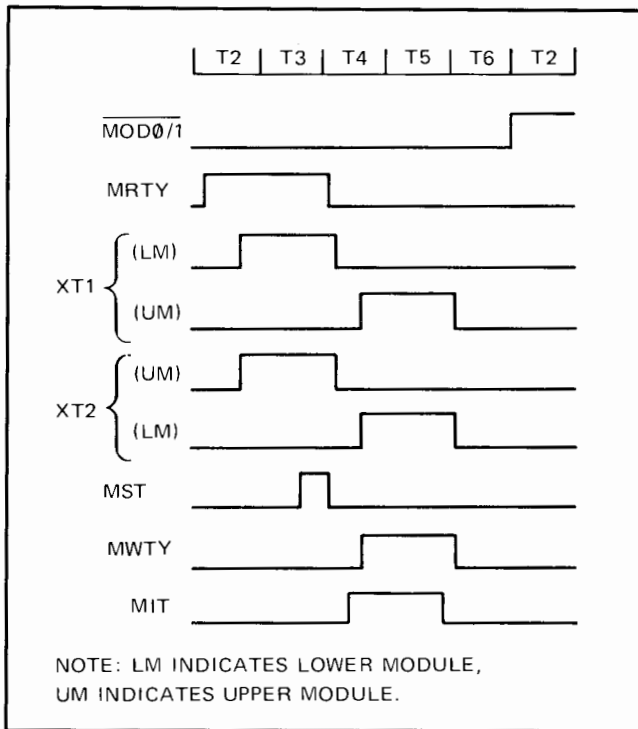 T2 T3 T4 T5 T6 T2
MODØ/1
MRTY
(LM)
XT1
(UM)
(UM)
XT2
(LM)
MST
MWTY
MIT
NOTE: LM INDICATES LOWER MODULE,
UM INDICATES UPPER MODULE.